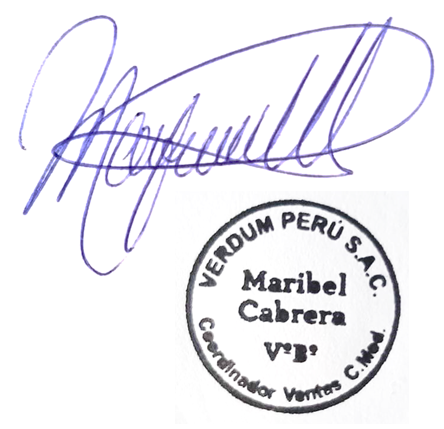 VERDUM PERÚ S.A.C.
Maribel
Cabrera
VºBº
Coordinador Ventas C.Med.